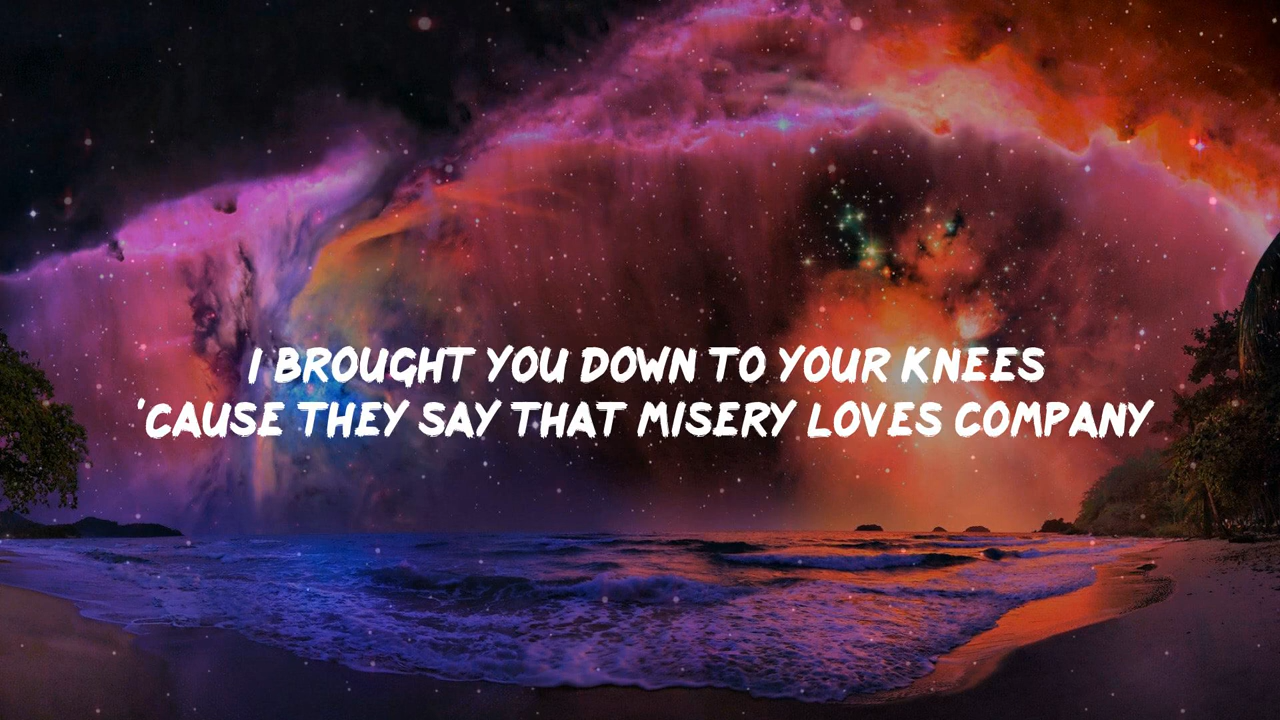 I BROUGHT YOU DOWN TO YOUR KNEES
'CAUSE THEY SAY THAT MISERY LOVES COMPANY